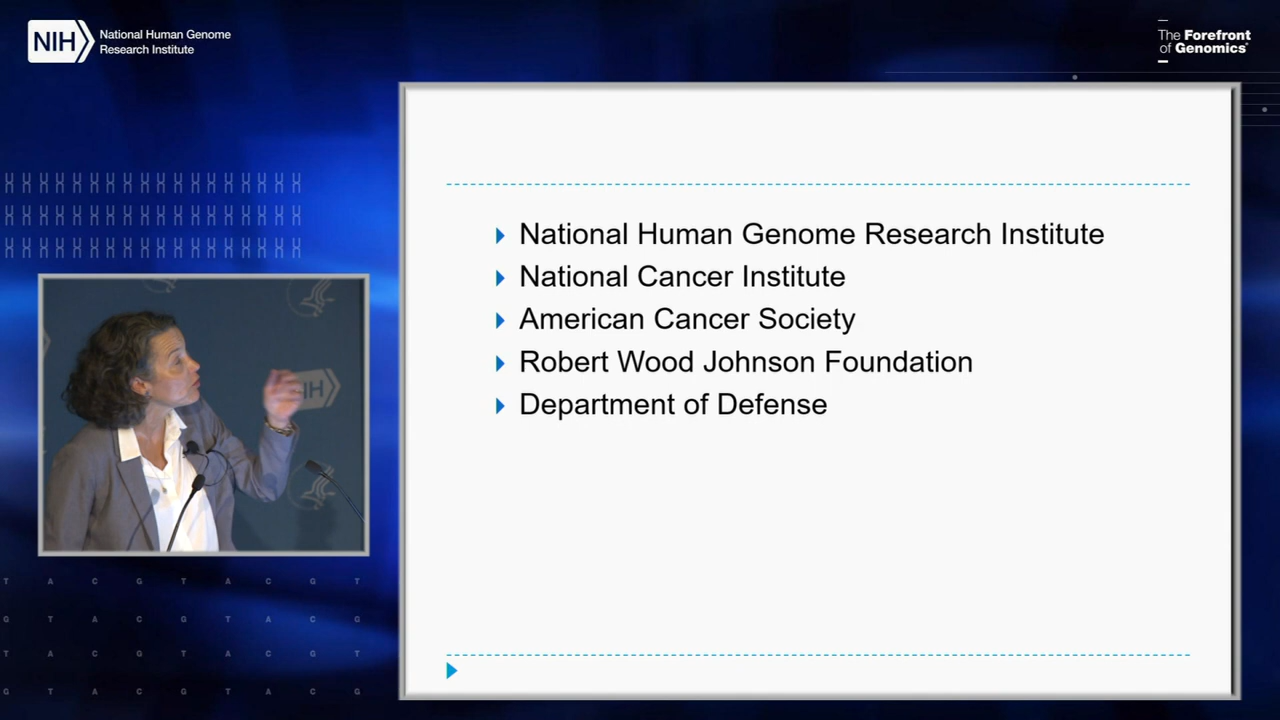 NIH
National Human Genome
Research Institute
The Forefront
of Genomics®
National Human Genome Research Institute
National Cancer Institute
American Cancer Society
Robert Wood Johnson Foundation
Department of Defense
NIH
T A C G T A C G T
G T A C G T A C G
T A C G T A C G T
G T A C G T A C G